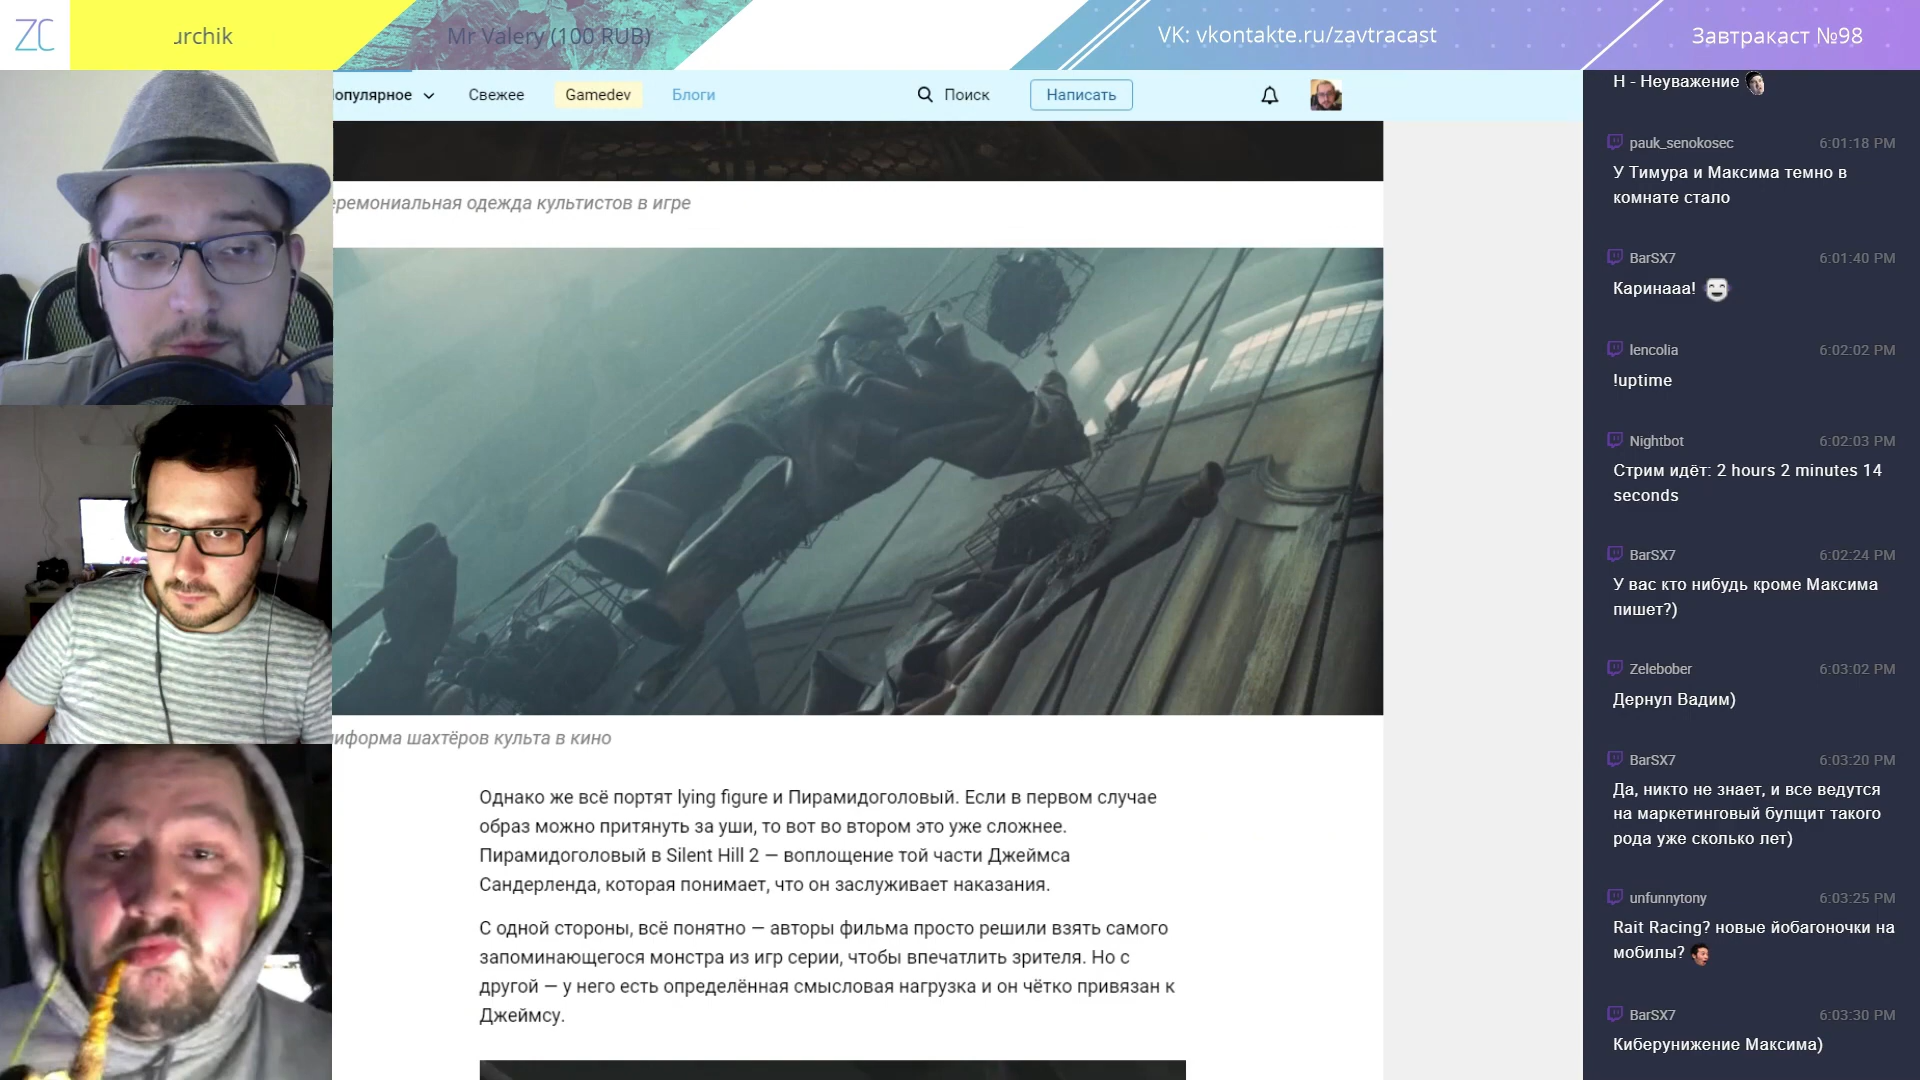 ZC
urchik
Mr Valery (100 RUB)
VK: vkontakte.ru/zavtracast
Завтракаст №98
опулярное
Свежее
Gamedev
Блоги
Поиск
Написать
еремониальная одежда культистов в игре
иформа шахтёров культа в кино
Однако же всё портят lying figure и Пирамидоголовый. Если в первом случае
образ можно притянуть за уши, то вот во втором это уже сложнее.
Пирамидоголовый в Silent Hill 2 — воплощение той части Джеймса
Сандерленда, которая понимает, что он заслуживает наказания.
С одной стороны, всё понятно — авторы фильма просто решили взять самого
запоминающегося монстра из игр серии, чтобы впечатлить зрителя. Но с
другой — у него есть определённая смысловая нагрузка и он чётко привязан к
Джеймсу.
Н - Неуважение
pauk_senokosec 6:01:18 PM
У Тимура и Максима темно в
комнате стало
BarSX7 6:01:40 PM
Каринааа!
lencolia 6:02:02 PM
!uptime
Nightbot 6:02:03 PM
Стрим идёт: 2 hours 2 minutes 14
seconds
BarSX7 6:02:24 PM
У вас кто нибудь кроме Максима
пишет?)
Zelebober 6:03:02 PM
Дернул Вадим)
BarSX7 6:03:20 PM
Да, никто не знает, и все ведутся
на маркетинговый булщит такого
рода уже сколько лет)
unfunnytony 6:03:25 PM
Rait Racing? новые йобагоночки на
мобилы?
BarSX7 6:03:30 PM
Киберунижение Максима)